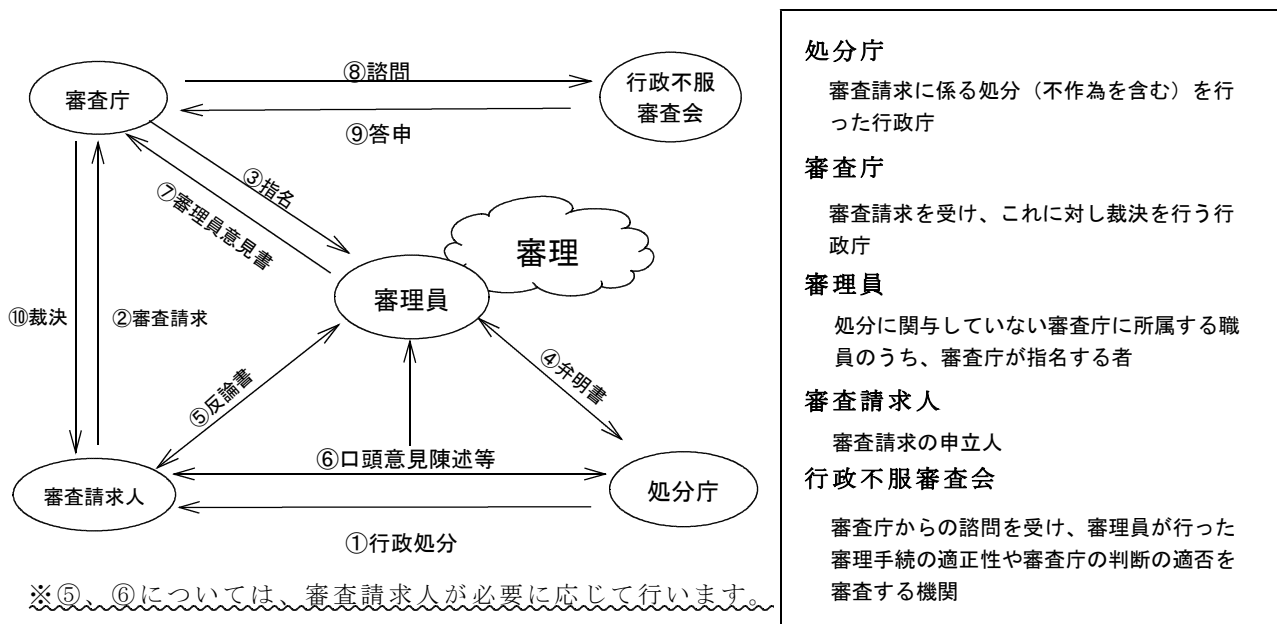 ⑧諮問
審査庁
行政不服
審査会
⑨答申
③指名
⑦審理員意見書
審理
審理員
⑩裁決
②審査請求
④弁明書
⑤反論書
⑥口頭意見陳述等
審査請求人
処分庁
①行政処分
※⑤、⑥については、審査請求人が必要に応じて行います。
処分庁
審査請求に係る処分（不作為を含む）を行
った行政庁
審査庁
審査請求を受け、これに対し裁決を行う行
政庁
審理員
処分に関与していない審査庁に所属する職
員のうち、審査庁が指名する者
審査請求人
審査請求の申立人
行政不服審査会
審査庁からの諮問を受け、審理員が行った
審理手続の適正性や審査庁の判断の適否を
審査する機関